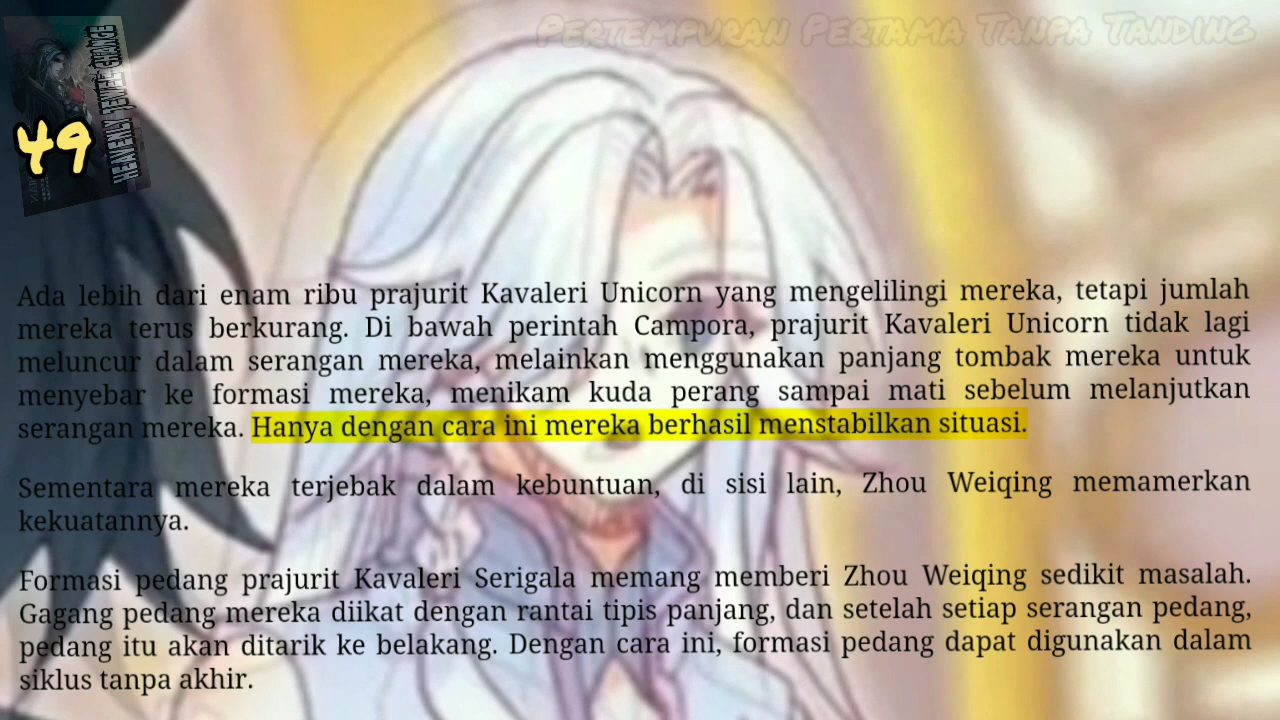 Pertempuran Pertama Tanpa Tanding
HEAVENLY JEWEL CHANGE
49
Ada lebih dari enam ribu prajurit Kavaleri Unicorn yang mengelilingi mereka, tetapi jumlah
mereka terus berkurang. Di bawah perintah Campora, prajurit Kavaleri Unicorn tidak lagi
meluncur dalam serangan mereka, melainkan menggunakan panjang tombak mereka untuk
menyebar ke formasi mereka, menikam kuda perang sampai mati sebelum melanjutkan
serangan mereka. Hanya dengan cara ini mereka berhasil menstabilkan situasi.
Sementara mereka terjebak dalam kebuntuan, di sisi lain, Zhou Weiqing memamerkan
kekuatannya.
Formasi pedang prajurit Kavaleri Serigala memang memberi Zhou Weiqing sedikit masalah.
Gagang pedang mereka diikat dengan rantai tipis panjang, dan setelah setiap serangan pedang,
pedang itu akan ditarik ke belakang. Dengan cara ini, formasi pedang dapat digunakan dalam
siklus tanpa akhir.